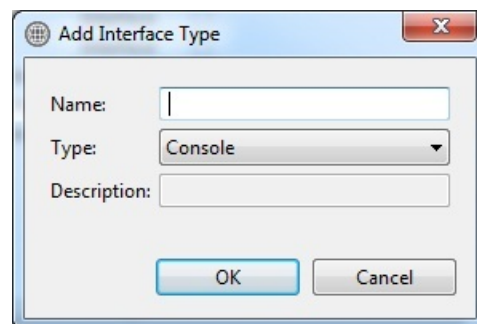 Add Interface Type
Name:
Type: Console
Description:
OK Cancel